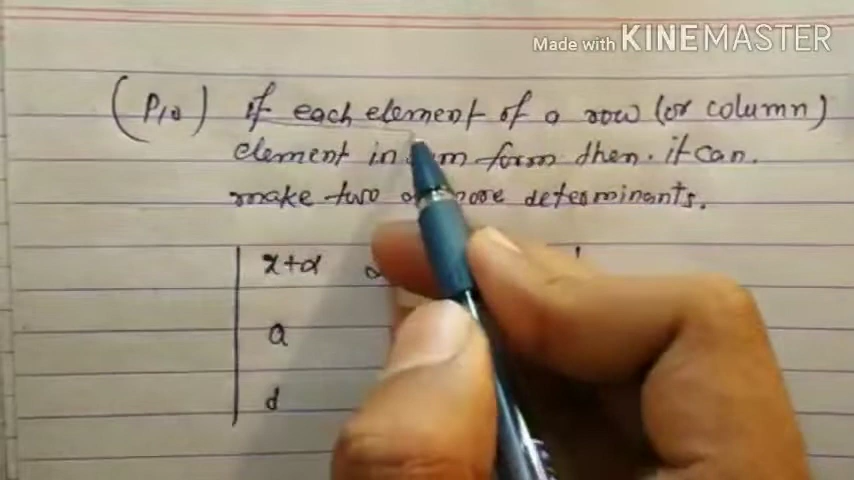 Made with KINEMASTER
(P10) if each element of a row (or column)
element in form then. it can.
make two more determinants.
x+α
a
d